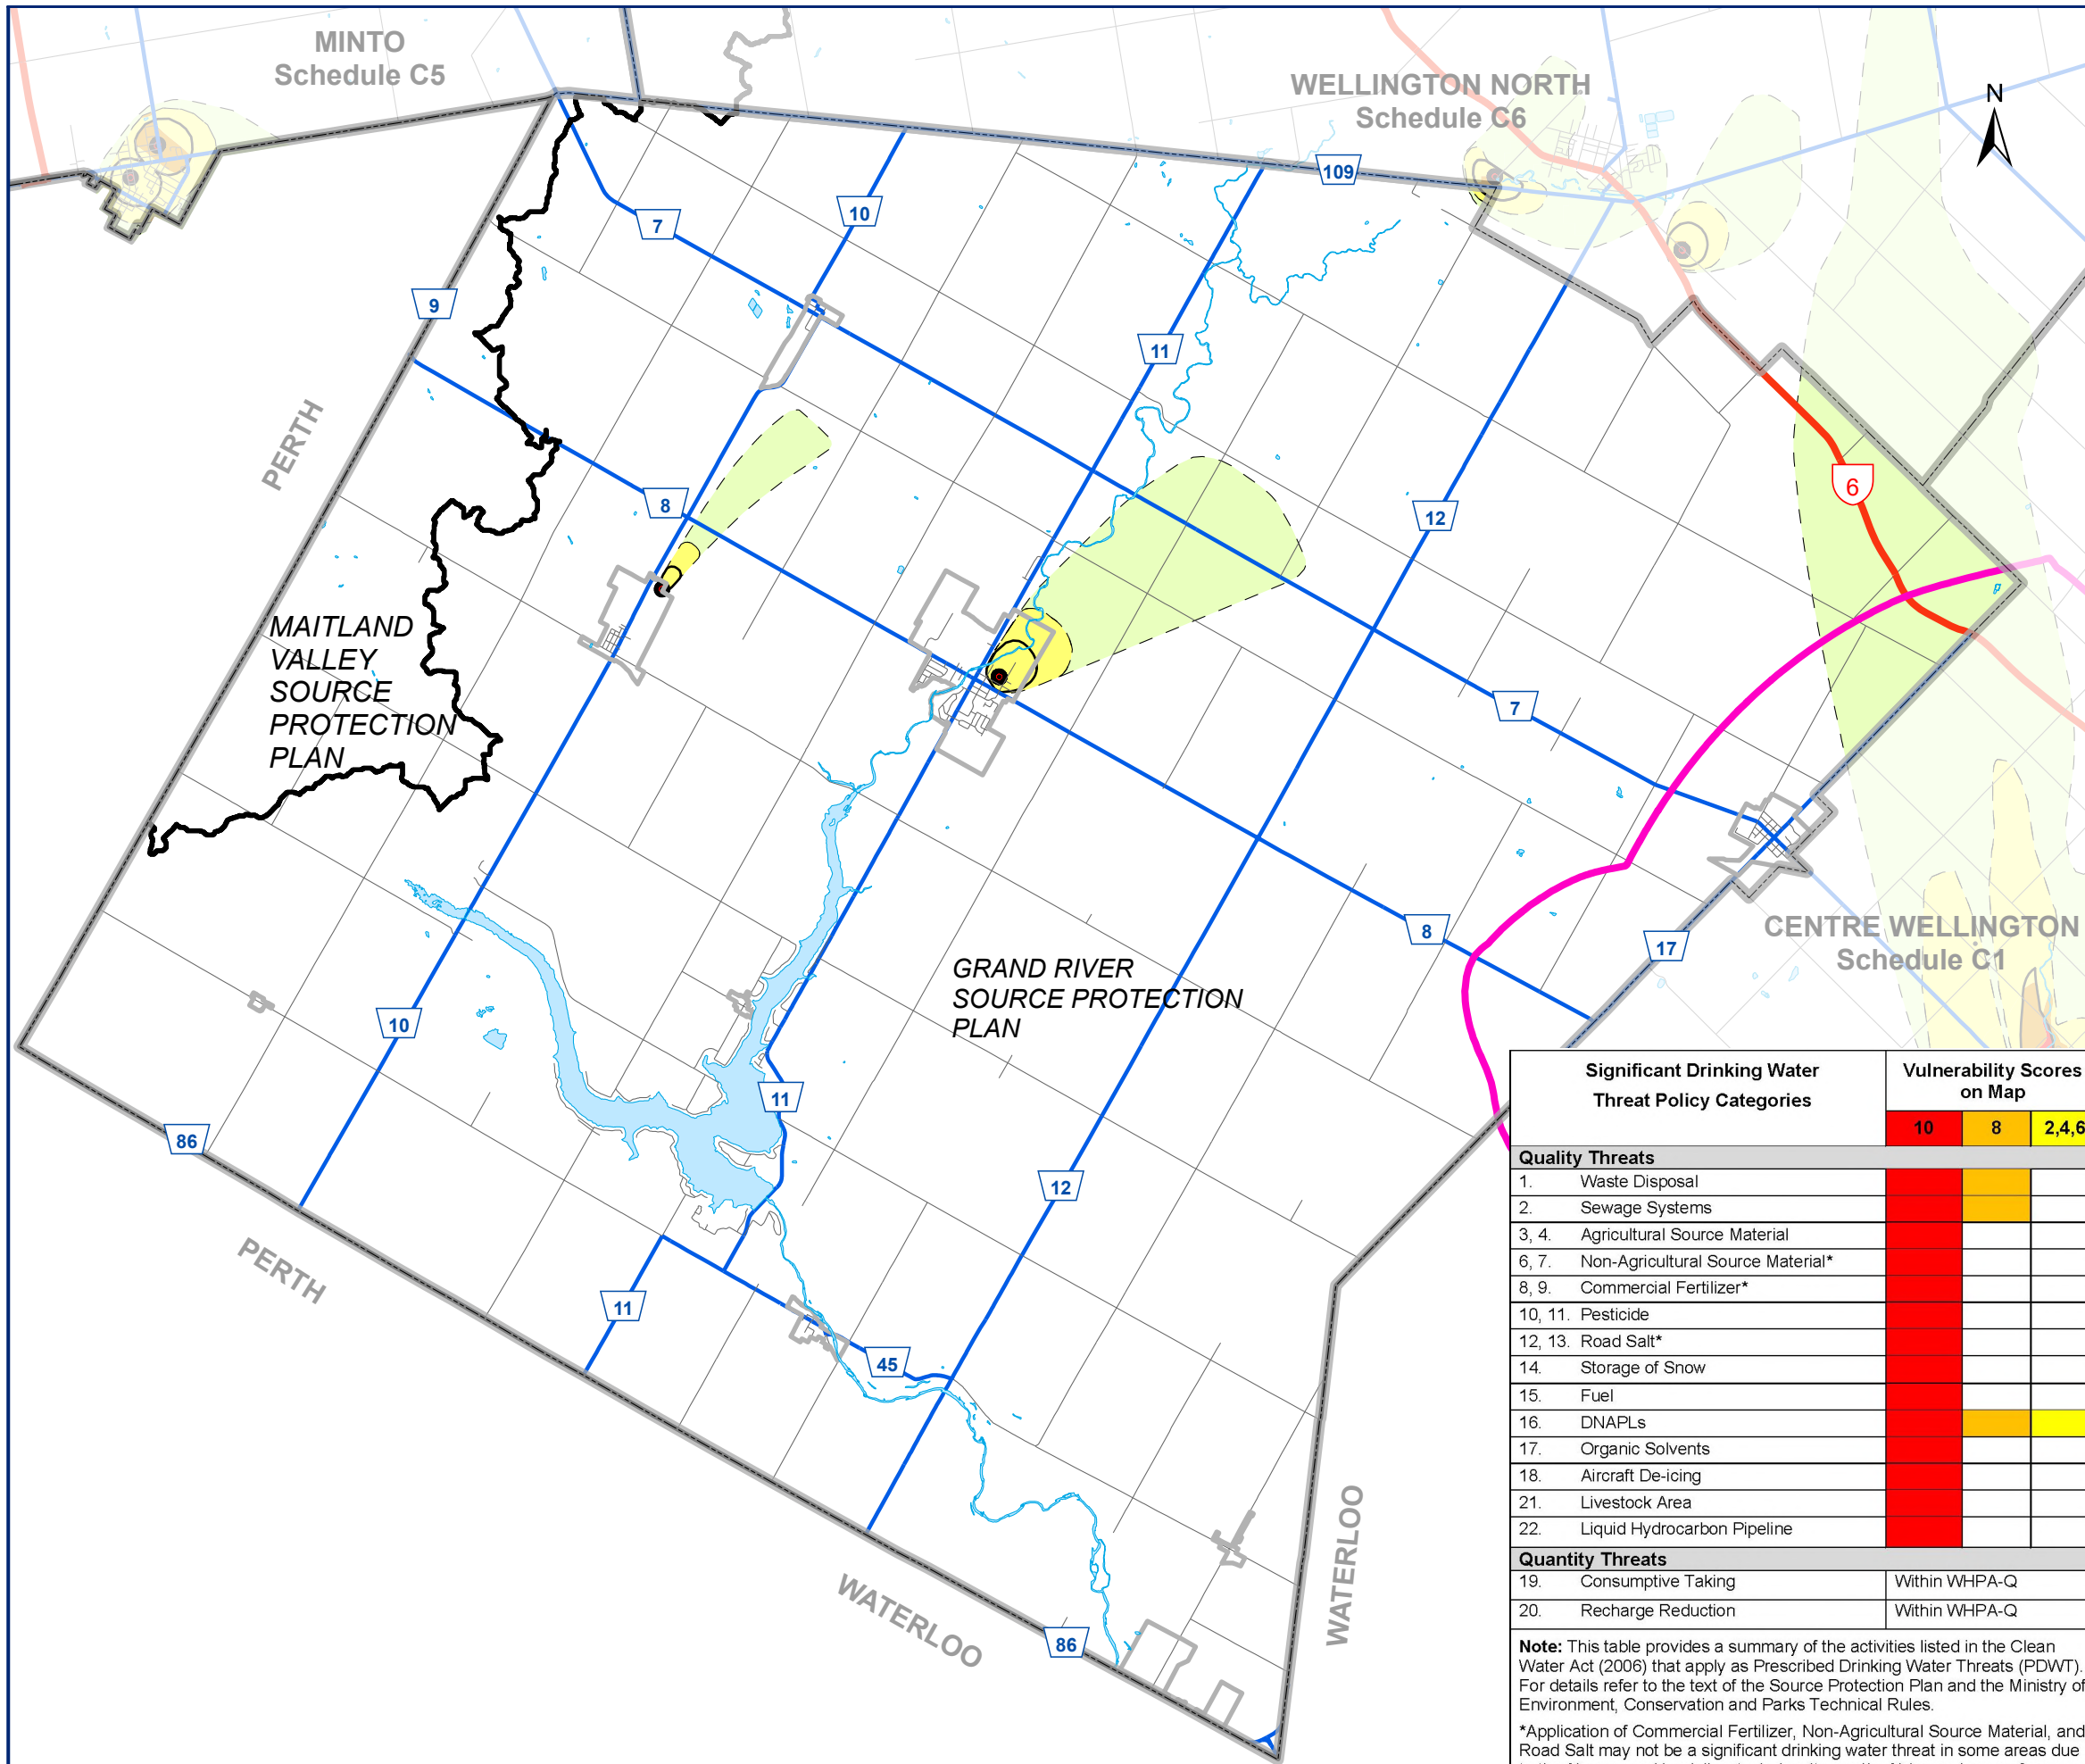 MINTO
Schedule C5
WELLINGTON NORTH
Schedule C6
N
109
10
7
9
11
PERTH
6
8
12
MAITLAND
VALLEY
SOURCE
PROTECTION
PLAN
7
8
17
CENTRE WELLINGTON
Schedule C1
GRAND RIVER
SOURCE PROTECTION
PLAN
10
11
86
12
PERTH
11
45
WATERLOO
WATERLOO
86
Significant Drinking Water
Threat Policy Categories
Vulnerability Scores
on Map
10 8 2,4,6
Quality Threats
1. Waste Disposal
2. Sewage Systems
3, 4. Agricultural Source Material
6, 7. Non-Agricultural Source Material*
8, 9. Commercial Fertilizer*
10, 11. Pesticide
12, 13. Road Salt*
14. Storage of Snow
15. Fuel
16. DNAPLs
17. Organic Solvents
18. Aircraft De-icing
21. Livestock Area
22. Liquid Hydrocarbon Pipeline
Quantity Threats
19. Consumptive Taking Within WHPA-Q
20. Recharge Reduction Within WHPA-Q
Note: This table provides a summary of the activities listed in the Clean
Water Act (2006) that apply as Prescribed Drinking Water Threats (PDWT).
For details refer to the text of the Source Protection Plan and the Ministry of
Environment, Conservation and Parks Technical Rules.
*Application of Commercial Fertilizer, Non-Agricultural Source Material, and
Road Salt may not be a significant drinking water threat in some areas due